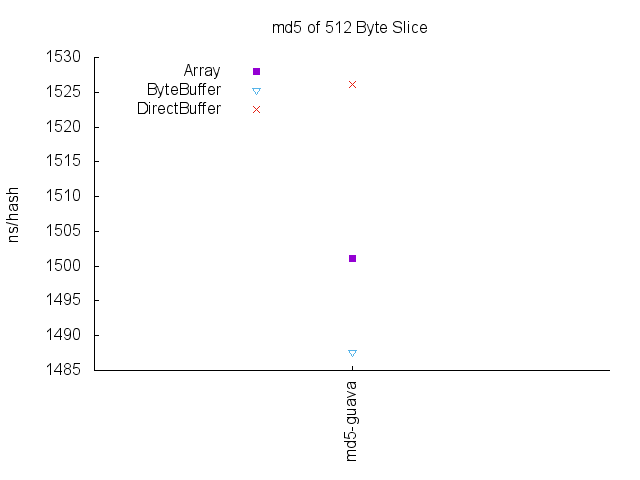 md5 of 512 Byte Slice
1530
1525
1520
1515
1510
1505
1500
1495
1490
1485
ns/hash
Array
ByteBuffer
DirectBuffer
md5-guava